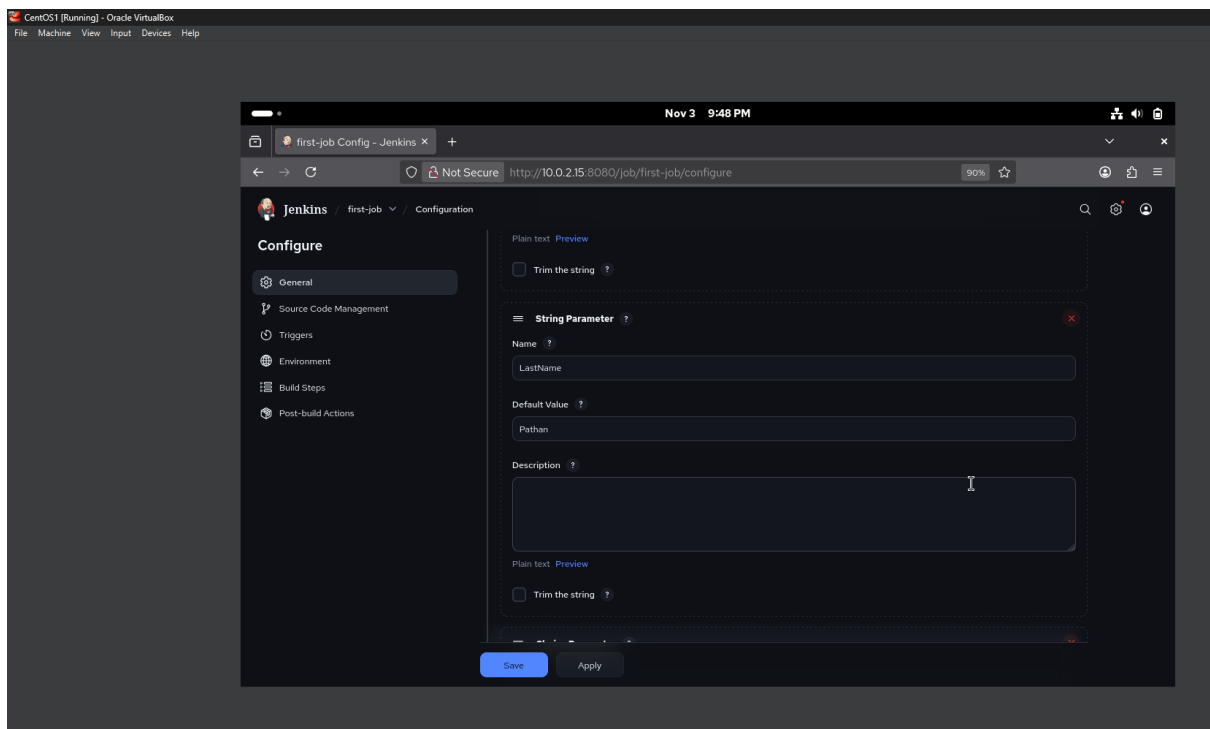 CentOS1 [Running] - Oracle VirtualBox
File Machine View Input Devices Help
Nov 3 9:48 PM
first-job Config - Jenkins
Not Secure http://10.0.2.15:8080/job/first-job/configure 90%
Jenkins / first-job / Configuration
Configure
General
Source Code Management
Triggers
Environment
Build Steps
Post-build Actions
Plain text Preview
Trim the string ?
String Parameter ?
Name ?
LastName
Default Value ?
Pathan
Description ?
Plain text Preview
Trim the string ?
Save Apply